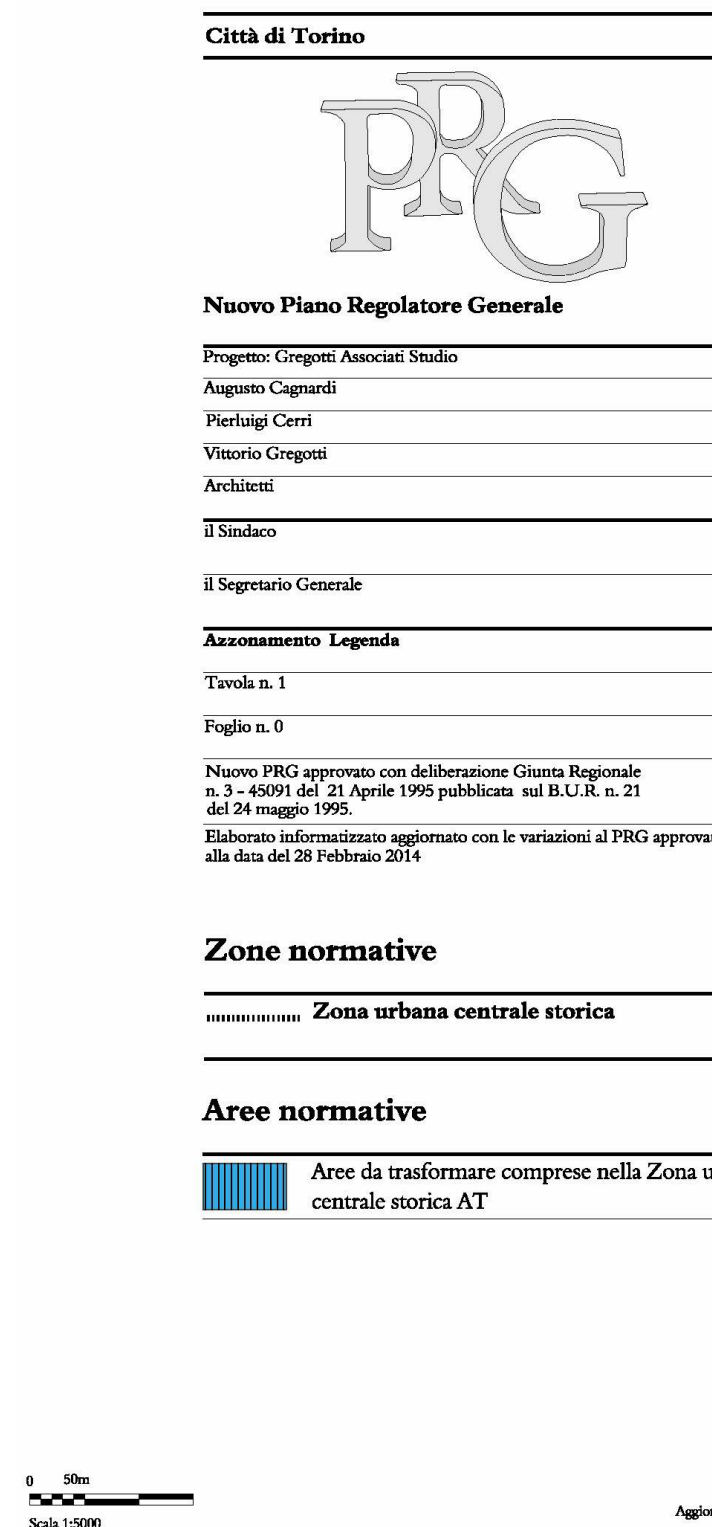 Città di Torino
PRG
Nuovo Piano Regolatore Generale
Progetto: Gregotti Associati Studio
Augusto Cagnardi
Pierluigi Cerri
Vittorio Gregotti
Architetti
il Sindaco
il Segretario Generale
Azzonamento Legenda
Tavola n. 1
Foglio n. 0
Nuovo PRG approvato con deliberazione Giunta Regionale
n. 3 - 45091 del 21 Aprile 1995 pubblicata sul B.U.R. n. 21
del 24 maggio 1995.
Elaborato informatizzato aggiornato con le variazioni al PRG
alla data del 28 Febbraio 2014
Zone normative
Zona urbana centrale storica
Aree normative
Aree da trasformare comprese nella Zona
centrale storica AT
0 50m
Scala 1:5000